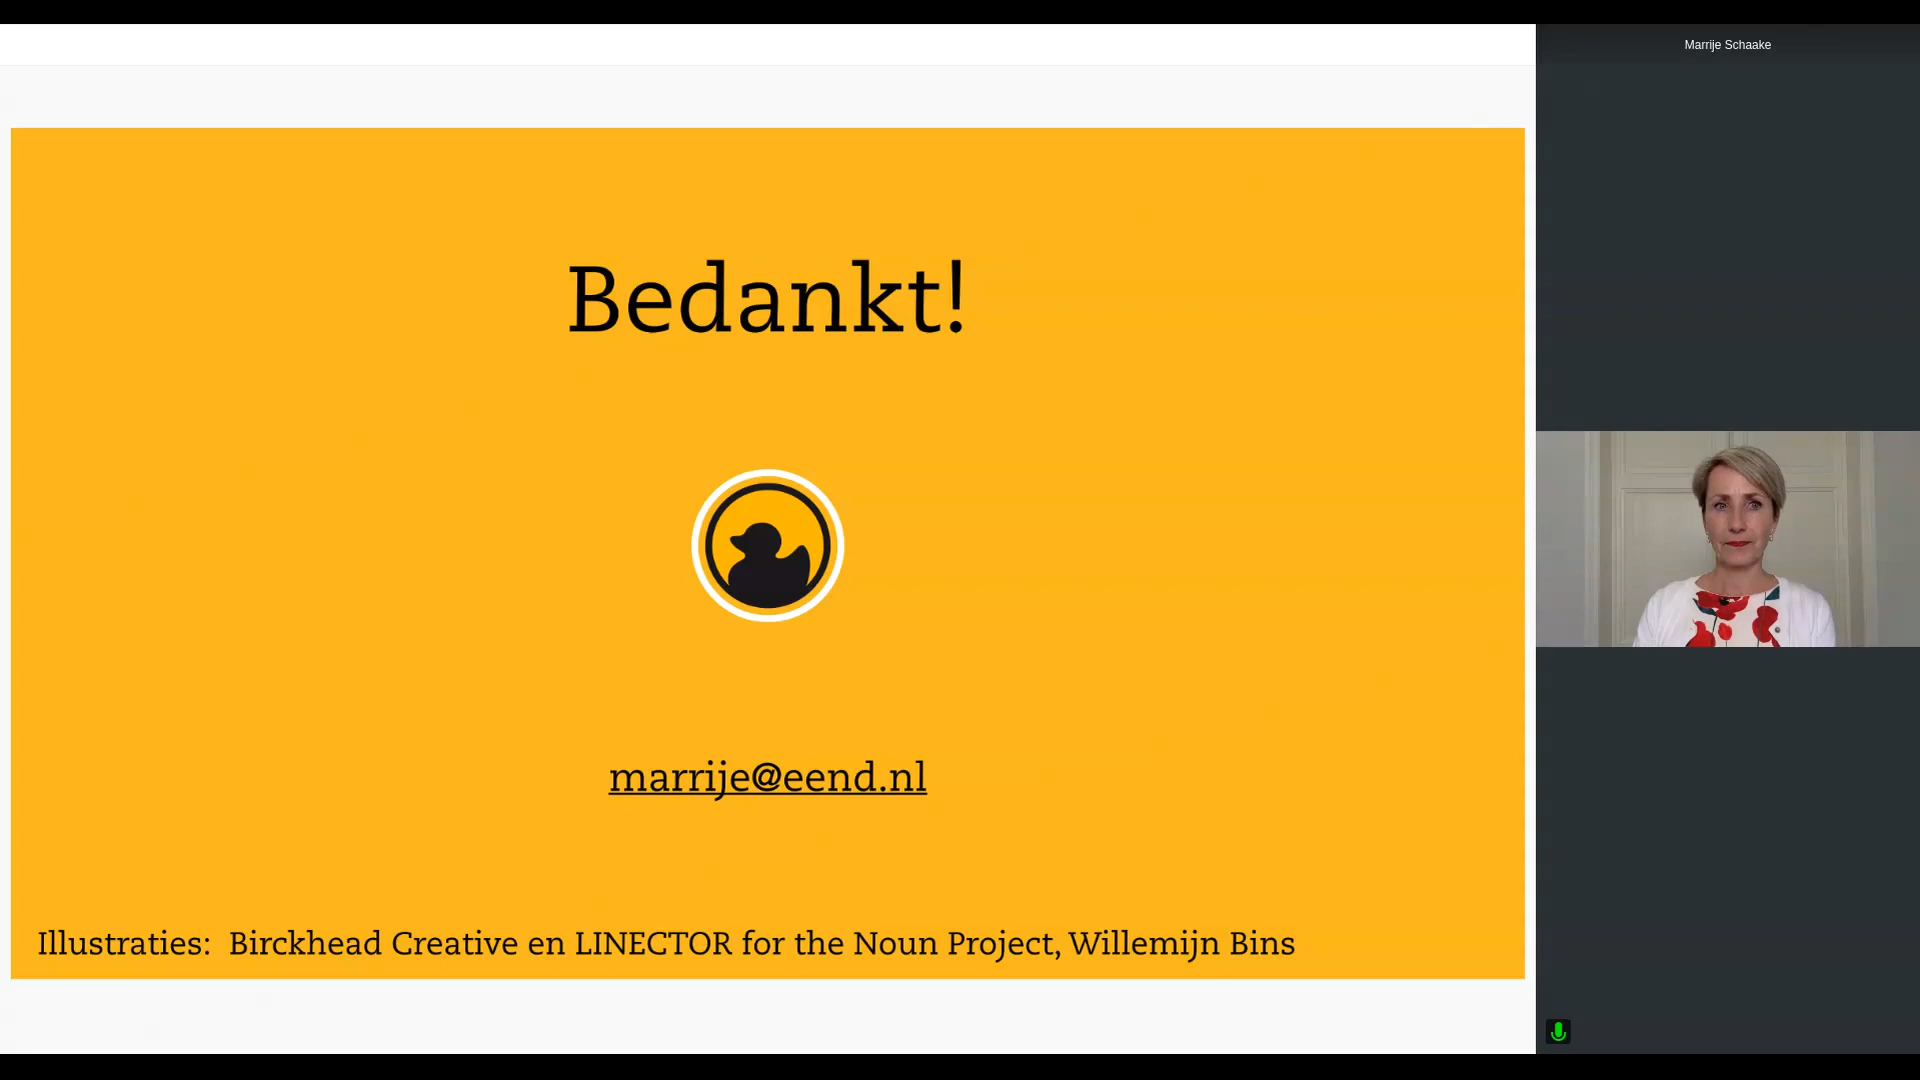 Marrije Schaake
Bedankt!
marrije@eend.nl
Illustraties: Birckhead Creative en LINECTOR for the Noun Project, Willemijn Bins